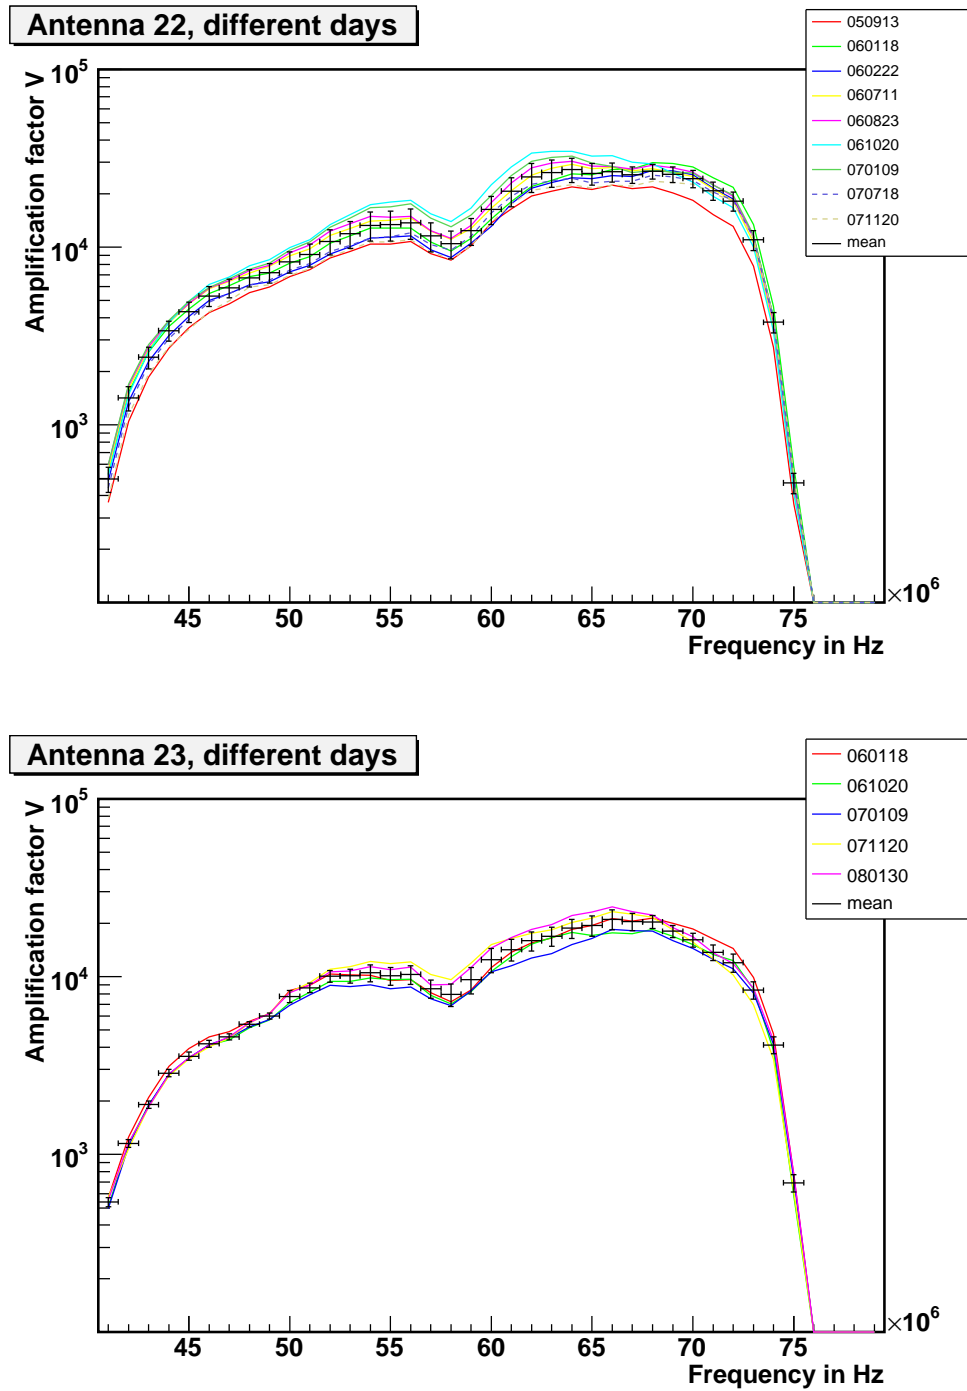 Antenna 22, different days
Amplification factor V
10^5
10^4
10^3
45 50 55 60 65 70 75
×10^6
Frequency in Hz
050913
060118
060222
060711
060823
061020
070109
070718
071120
mean
Antenna 23, different days
Amplification factor V
10^5
10^4
10^3
45 50 55 60 65 70 75
×10^6
Frequency in Hz
060118
061020
070109
071120
080130
mean